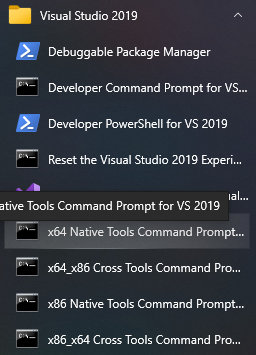 Visual Studio 2019
Debuggable Package Manager
Developer Command Prompt for VS...
Developer PowerShell for VS 2019
Reset the Visual Studio 2019 Experi...
ual...
ative Tools Command Prompt for VS 2019
x64 Native Tools Command Prompt...
x64_x86 Cross Tools Command Pro...
x86 Native Tools Command Prompt...
x86_x64 Cross Tools Command Pro...